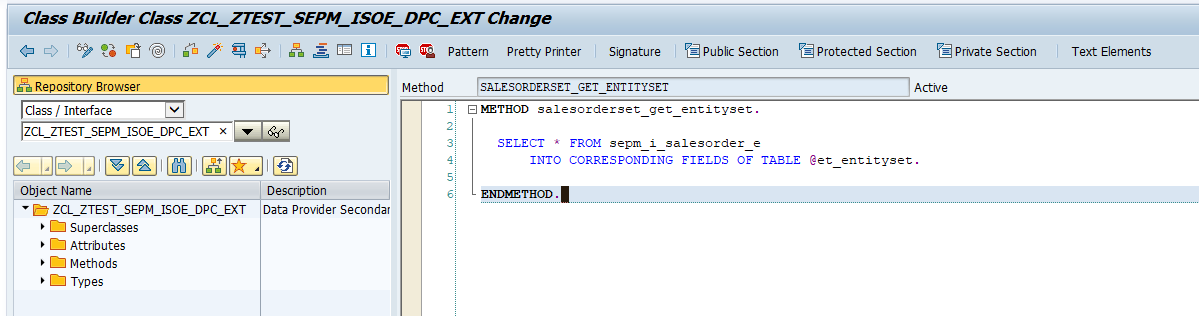 Class Builder Class ZCL_ZTEST_SEPM_ISOE_DPC_EXT Change
Pattern Pretty Printer Signature Public Section Protected Section Private Section Text Elements
Repository Browser
Class / Interface
ZCL_ZTEST_SEPM_ISOE_DPC_EXT
Object Name Description
ZCL_ZTEST_SEPM_ISOE_DPC_EXT Data Provider Secondar
Superclasses
Attributes
Methods
Types
Method SALESORDERSET_GET_ENTITYSET Active
1 METHOD salesorderset_get_entityset.
2
3 SELECT * FROM sepm_i_salesorder_e
4 INTO CORRESPONDING FIELDS OF TABLE @et_entityset.
5
6 ENDMETHOD.